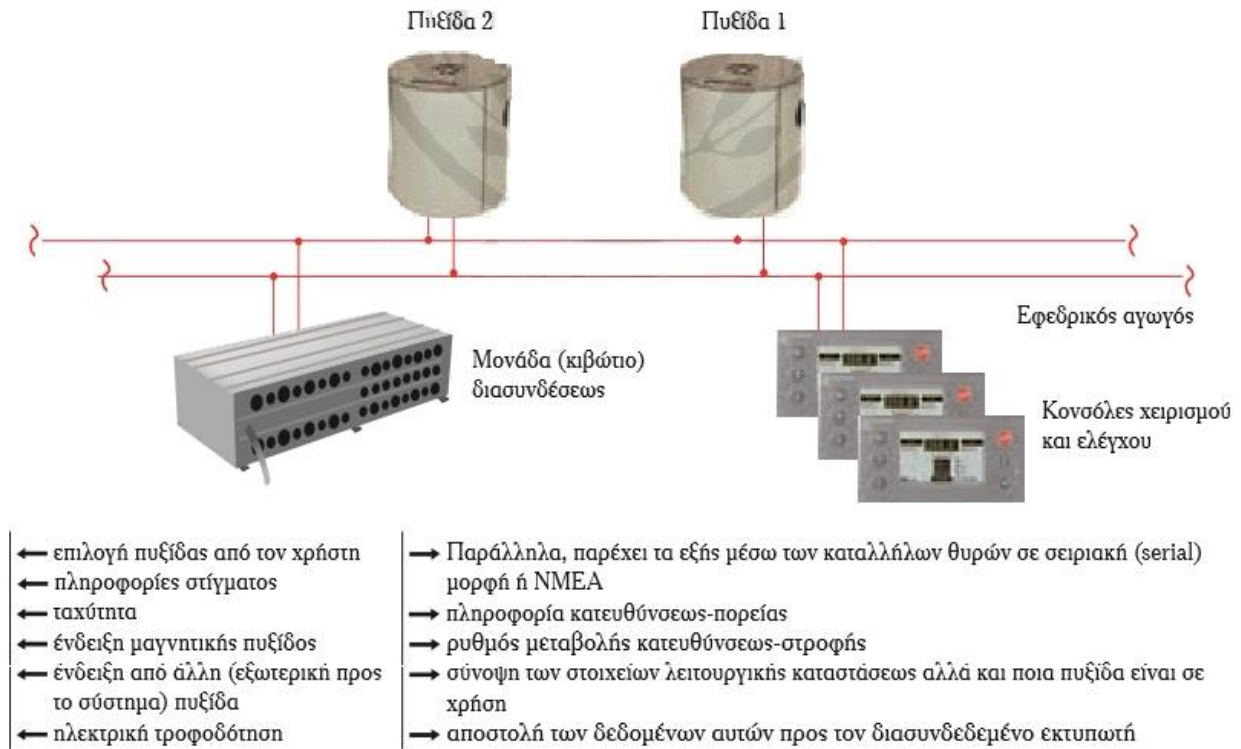 Πυξίδα 2
Πυξίδα 1
Εφεδρικός αγωγός
Μονάδα (κιβώτιο)
διασυνδέσεως
Κονσόλες χειρισμού
και ελέγχου
← επιλογή πυξίδας από τον χρήστη
← πληροφορίες στίγματος
← ταχύτητα
← ένδειξη μαγνητικής πυξίδος
← ένδειξη από άλλη (εξωτερική προς
το σύστημα) πυξίδα
← ηλεκτρική τροφοδότηση
→ Παράλληλα, παρέχει τα εξής μέσω των καταλλήλων θυρών σε σειριακή (serial)
μορφή ή NMEA
→ πληροφορία κατευθύνσεως-πορείας
→ ρυθμός μεταβολής κατευθύνσεως-στροφής
→ σύνοψη των στοιχείων λειτουργικής καταστάσεως αλλά και ποια πυξίδα είναι σε
χρήση
→ αποστολή των δεδομένων αυτών προς τον διασυνδεδεμένο εκτυπωτή